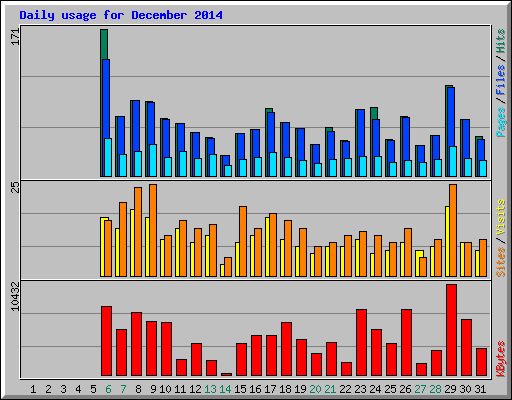 Daily usage for December 2014
171
Pages / Files / Hits
25
Sites / Visits
10432
KBytes
1 2 3 4 5 6 7 8 9 10 11 12 13 14 15 16 17 18 19 20 21 22 23 24 25 26 27 28 29 30 31